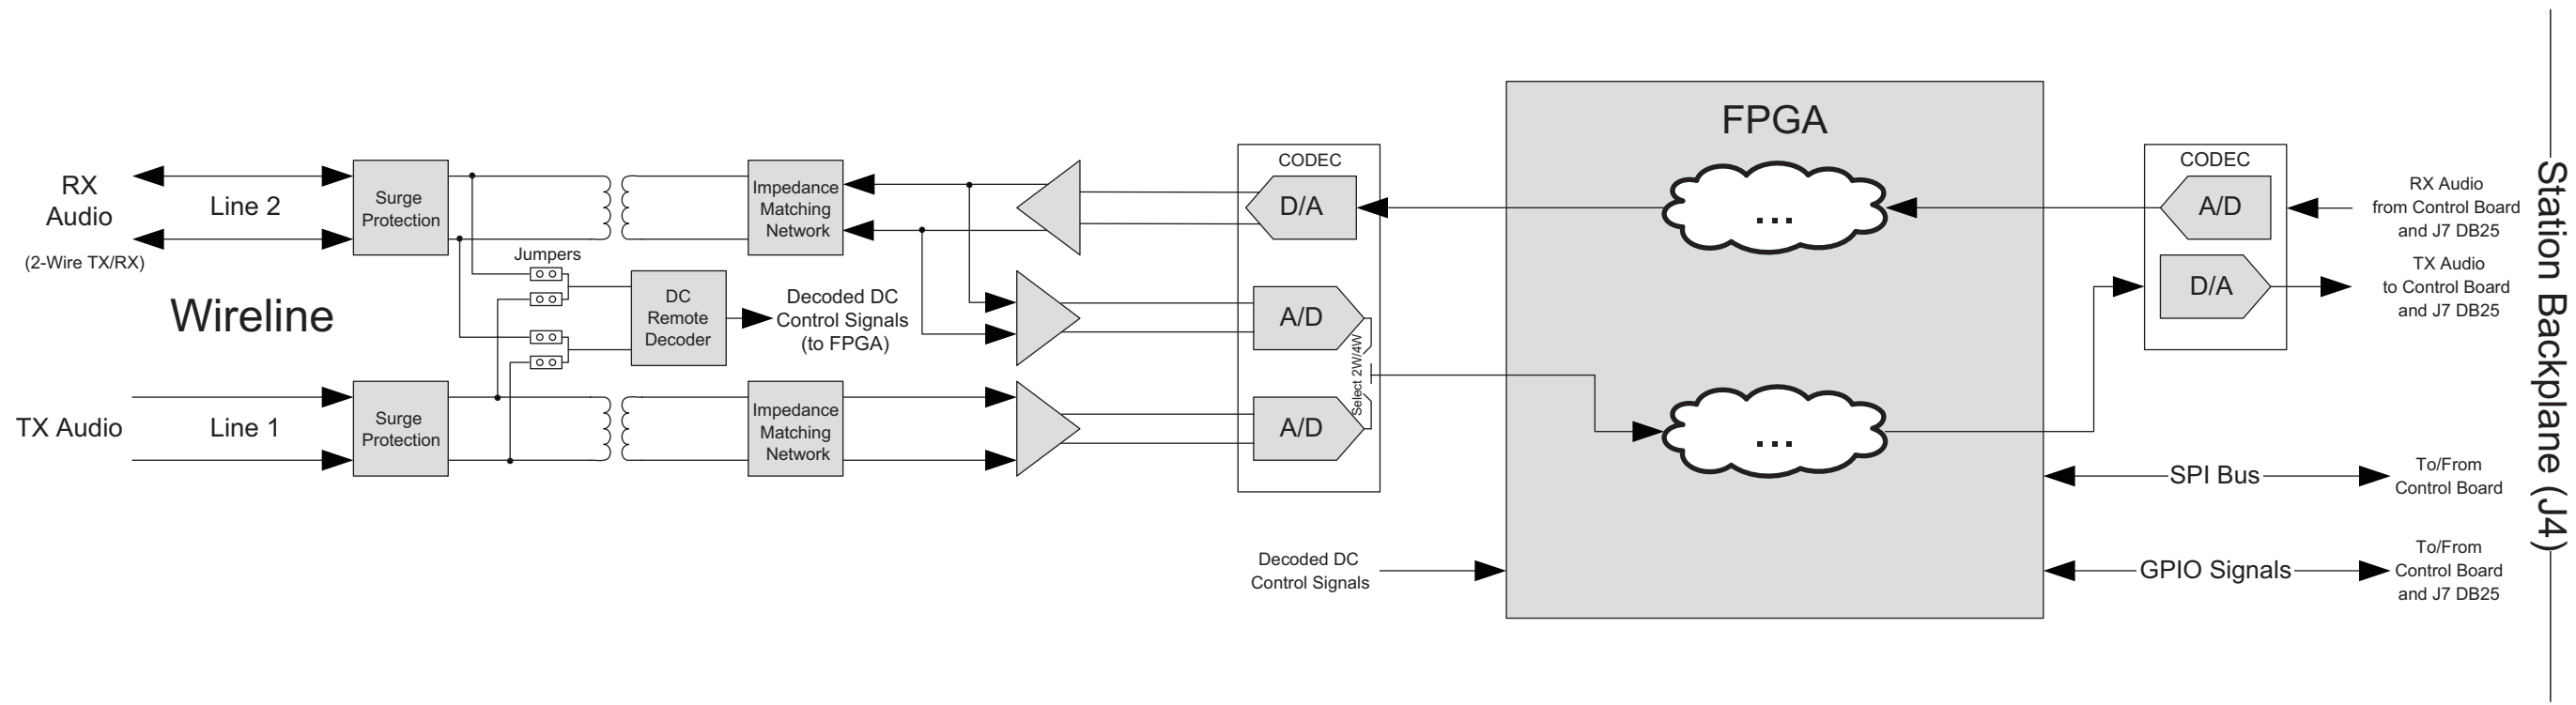 RX
Audio
(2-Wire TX/RX)
Line 2
Wireline
TX Audio
Line 1
Surge
Protection
Surge
Protection
Jumpers
DC
Remote
Decoder
Decoded DC
Control Signals
(to FPGA)
Impedance
Matching
Network
Impedance
Matching
Network
CODEC
D/A
A/D
A/D
Select 2W/4W
Decoded DC
Control Signals
FPGA
...
...
CODEC
A/D
D/A
RX Audio
from Control Board
and J7 DB25
TX Audio
to Control Board
and J7 DB25
SPI Bus
To/From
Control Board
GPIO Signals
To/From
Control Board
and J7 DB25
Station Backplane (J4)